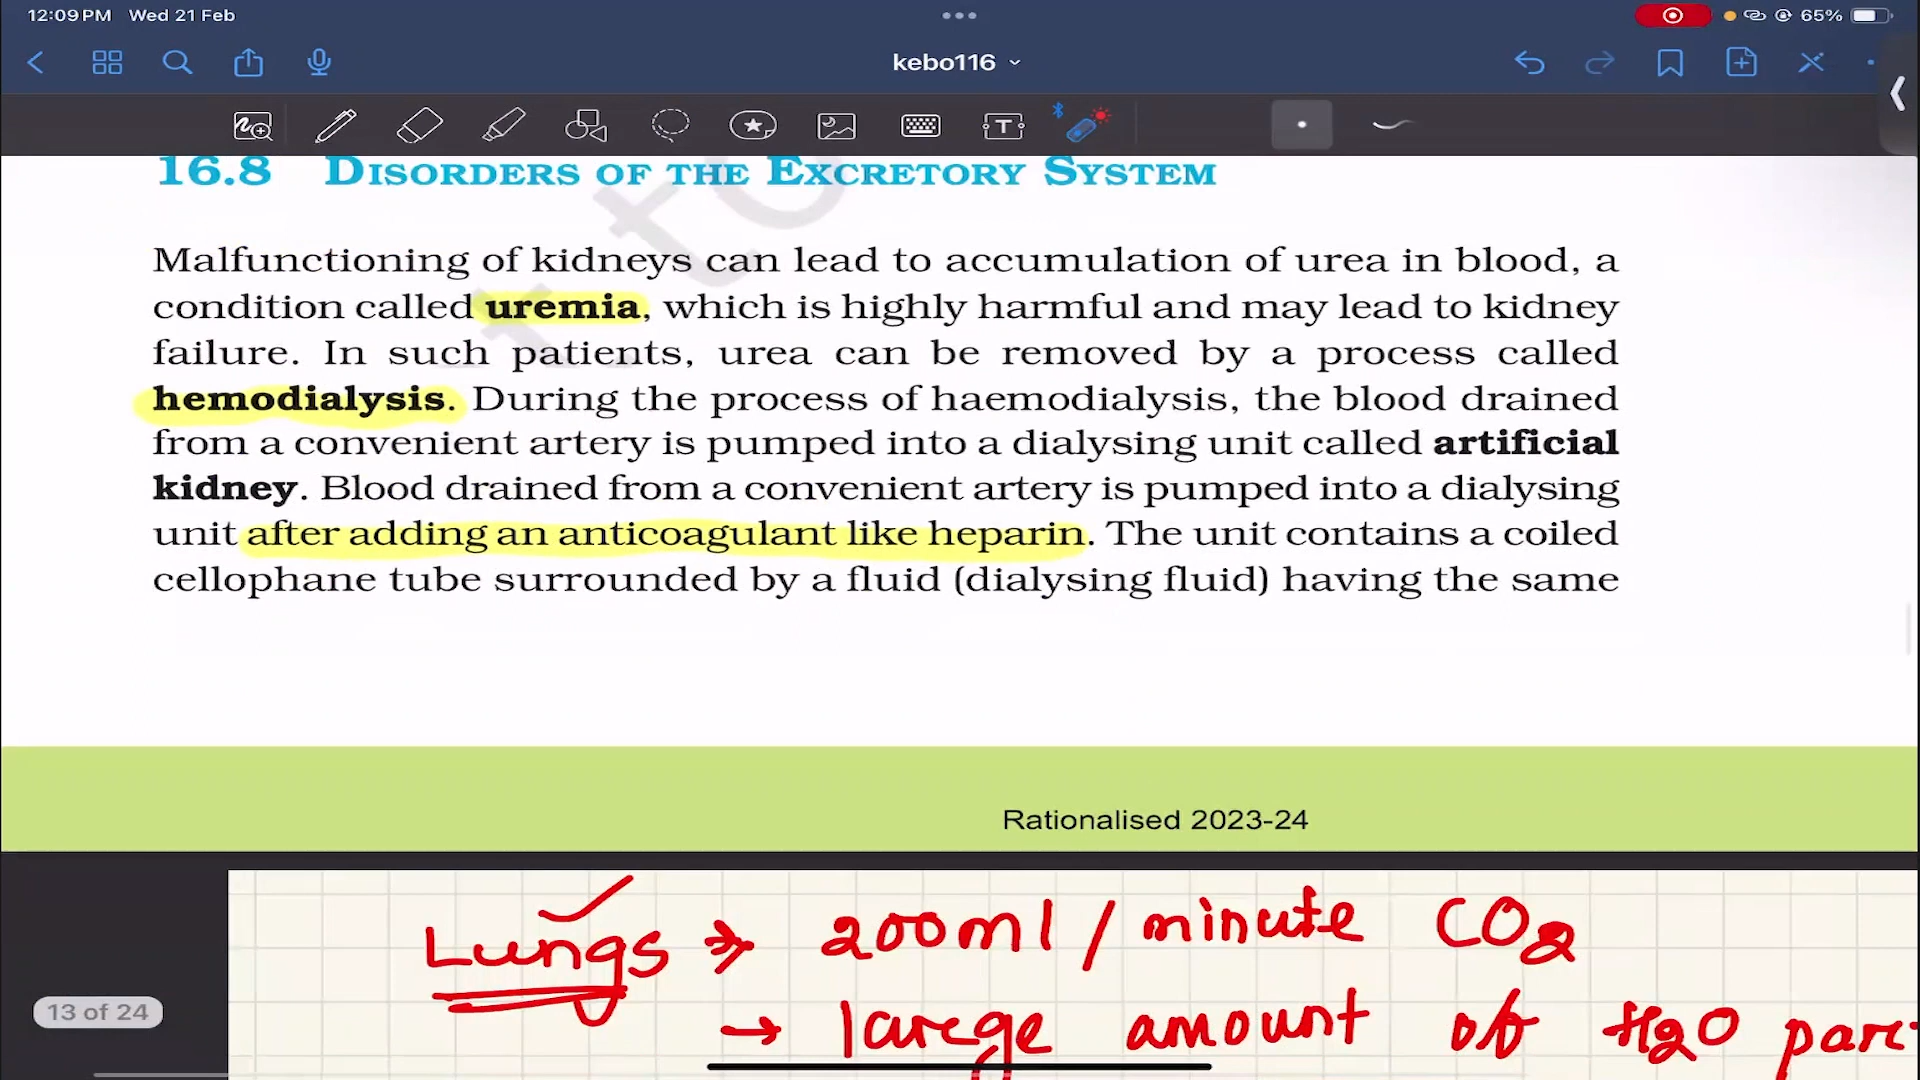 12:09 PM Wed 21 Feb
65%
kebo116
16.8 DISORDERS OF THE EXCRETORY SYSTEM
Malfunctioning of kidneys can lead to accumulation of urea in blood, a
condition called uremia, which is highly harmful and may lead to kidney
failure. In such patients, urea can be removed by a process called
hemodialysis. During the process of haemodialysis, the blood drained
from a convenient artery is pumped into a dialysing unit called artificial
kidney. Blood drained from a convenient artery is pumped into a dialysing
unit after adding an anticoagulant like heparin. The unit contains a coiled
cellophane tube surrounded by a fluid (dialysing fluid) having the same
Rationalised 2023-24
Lungs ⇒ 200ml / minute CO2
→ large amount of H2O
13 of 24